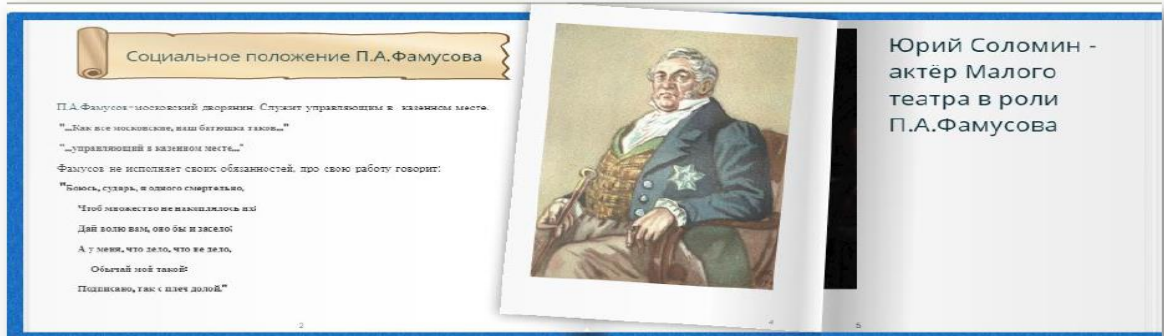 Социальное положение П.А.Фамусова
П.А.Фамусов-московский дворянин. Служит управляющим в казенном месте.
"...Как все московские, ваш батюшка таков..."
"...управляющий в казенном месте..."
Фамусов не исполняет своих обязанностей, про свою работу говорит:
"Боюсь, сударь, я одного смертельно,
Чтоб множество не накоплялось их;
Дай волю вам, оно бы и засело;
А у меня, что дело, что не дело,
Обычай мой такой:
Подписано, так с плеч долой."
3
4
Юрий Соломин -
актёр Малого
театра в роли
П.А.Фамусова
5